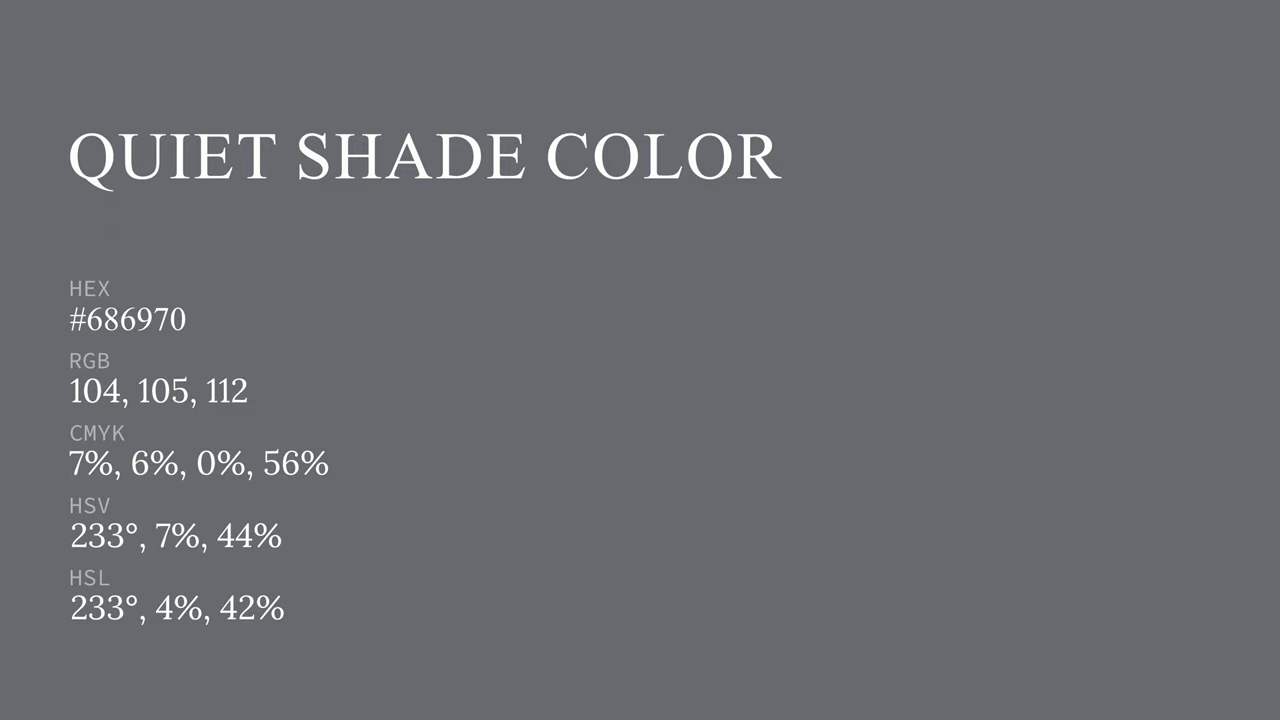 QUIET SHADE COLOR
HEX
#686970
RGB
104, 105, 112
CMYK
7%, 6%, 0%, 56%
HSV
233°, 7%, 44%
HSL
233°, 4%, 42%